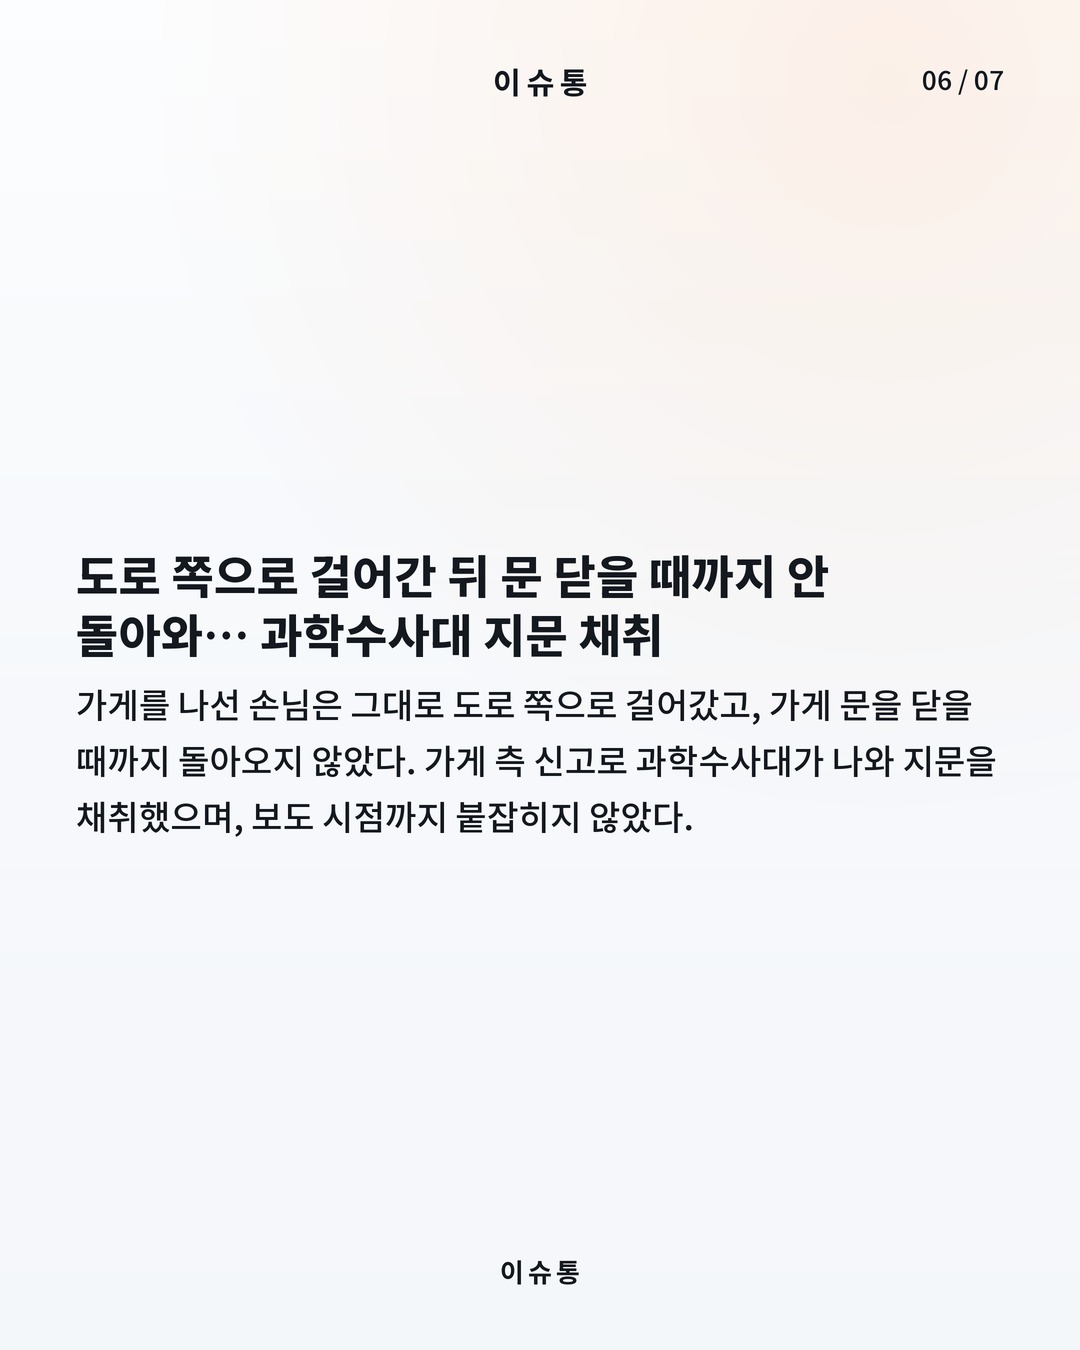 이슈통
06 / 07
도로 쪽으로 걸어간 뒤 문 닫을 때까지 안
돌아와… 과학수사대 지문 채취
가게를 나선 손님은 그대로 도로 쪽으로 걸어갔고, 가게 문을 닫을
때까지 돌아오지 않았다. 가게 측 신고로 과학수사대가 나와 지문을
채취했으며, 보도 시점까지 붙잡히지 않았다.
이슈통